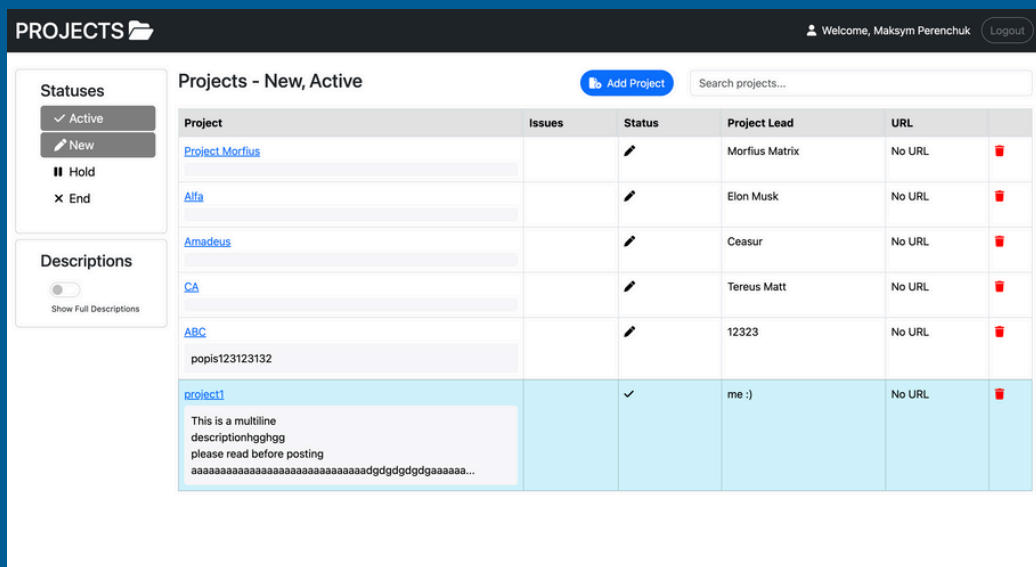 PROJECTS
Welcome, Maksym Perenchuk
Logout
Statuses
Active
New
Hold
End
Descriptions
Show Full Descriptions
Projects - New, Active
Add Project
Search projects...
Project Issues Status Project Lead URL
Project Morfius Morfius Matrix No URL
Alfa Elon Musk No URL
Amadeus Ceasur No URL
CA Tereus Matt No URL
ABC 12323 No URL
popis123123132
project1 me :) No URL
This is a multiline
descriptionhgghgg
please read before posting
aaaaaaaaaaaaaaaaaaaaaaaaaaaaaaadgdgdgdgdgaaaaaa...